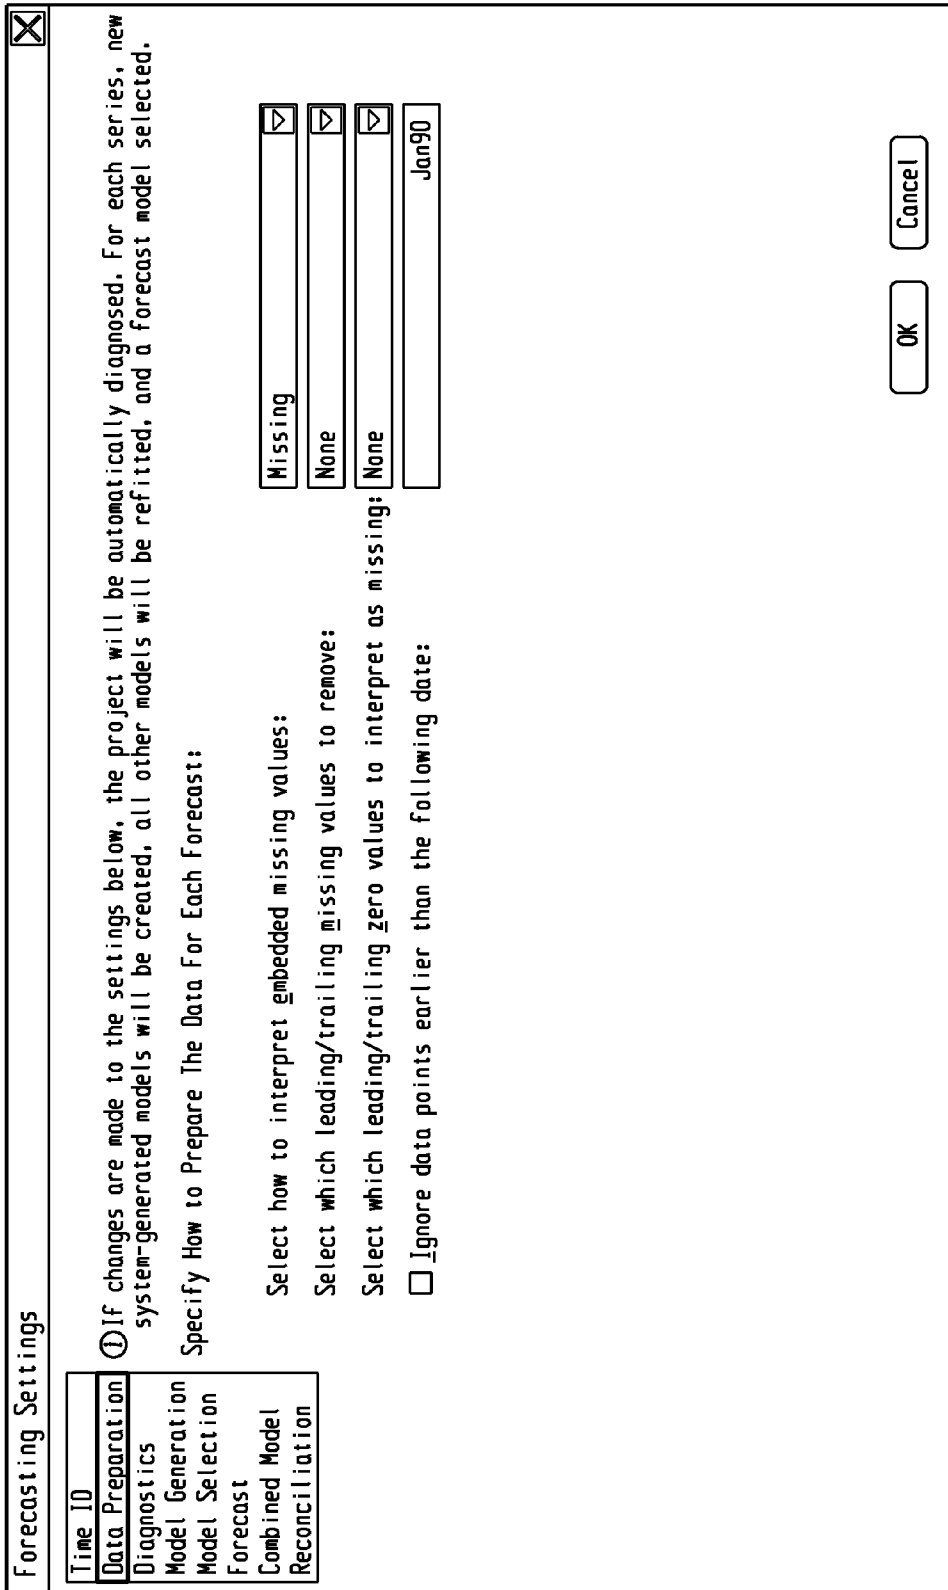 Forecasting Settings
Time ID
Data Preparation
Diagnostics
Model Generation
Model Selection
Forecast
Combined Model
Reconciliation
If changes are made to the settings below, the project will be automatically diagnosed. For each series, new
system-generated models will be created, all other models will be refitted, and a forecast model selected.
Specify How to Prepare The Data For Each Forecast:
Select how to interpret embedded missing values: Missing
Select which leading/trailing missing values to remove: None
Select which leading/trailing zero values to interpret as missing: None
Ignore data points earlier than the following date: Jan90
OK Cancel